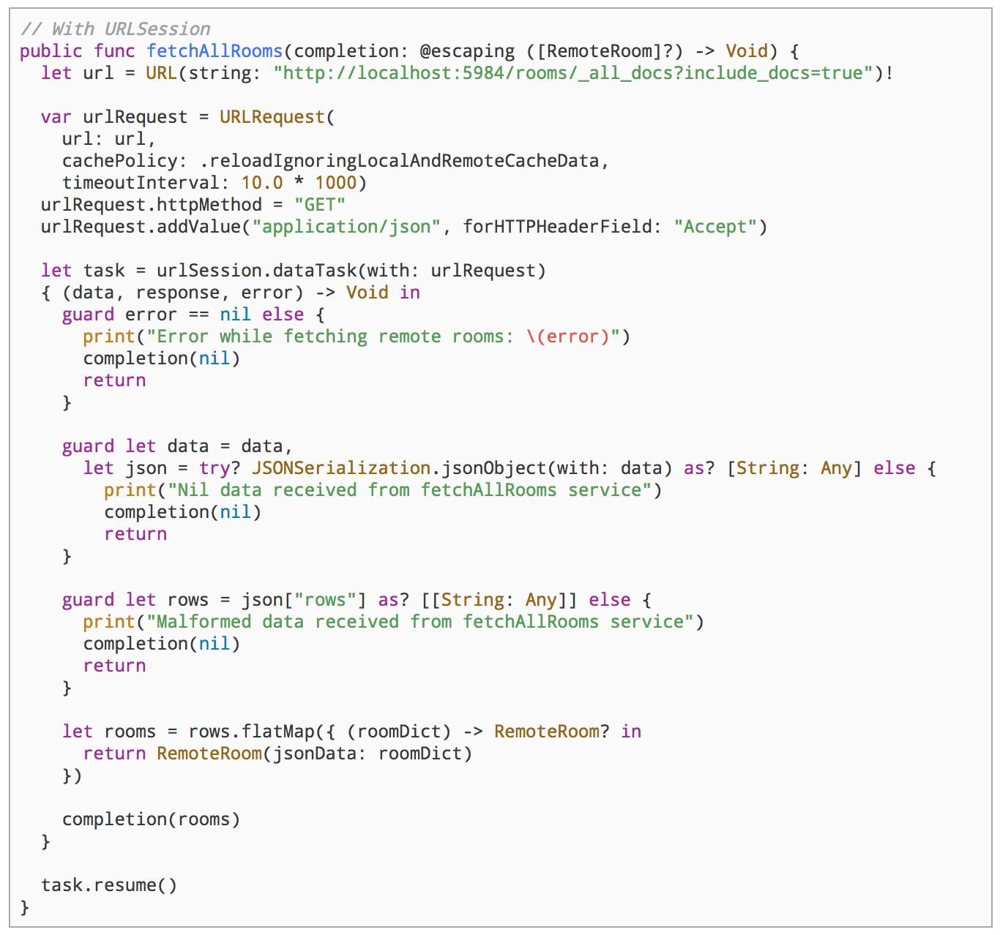 // With URLSession
public func fetchAllRooms(completion: @escaping ([RemoteRoom]?) -> Void) {
  let url = URL(string: "http://localhost:5984/rooms/_all_docs?include_docs=true")!

  var urlRequest = URLRequest(
    url: url,
    cachePolicy: .reloadIgnoringLocalAndRemoteCacheData,
    timeoutInterval: 10.0 * 1000)
  urlRequest.httpMethod = "GET"
  urlRequest.addValue("application/json", forHTTPHeaderField: "Accept")

  let task = urlSession.dataTask(with: urlRequest)
  { (data, response, error) -> Void in
    guard error == nil else {
      print("Error while fetching remote rooms: \(error)")
      completion(nil)
      return
    }

    guard let data = data,
      let json = try? JSONSerialization.jsonObject(with: data) as? [String: Any] else {
        print("Nil data received from fetchAllRooms service")
        completion(nil)
        return
    }

    guard let rows = json["rows"] as? [[String: Any]] else {
      print("Malformed data received from fetchAllRooms service")
      completion(nil)
      return
    }

    let rooms = rows.flatMap({ (roomDict) -> RemoteRoom? in
      return RemoteRoom(jsonData: roomDict)
    })

    completion(rooms)
  }

  task.resume()
}